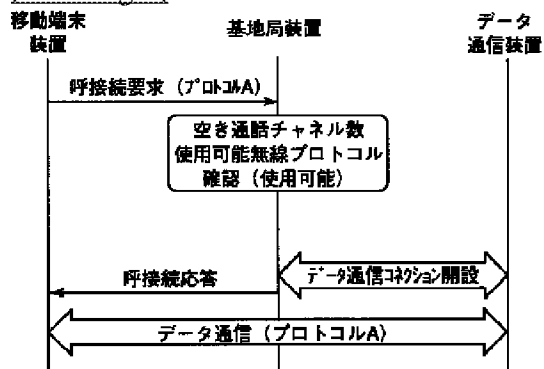 移動端末
装置
基地局装置
データ
通信装置
呼接続要求（プロトコルA）
空き通話チャネル数
使用可能無線プロトコル
確認（使用可能）
データ通信コネクション開設
呼接続応答
データ通信（プロトコルA）